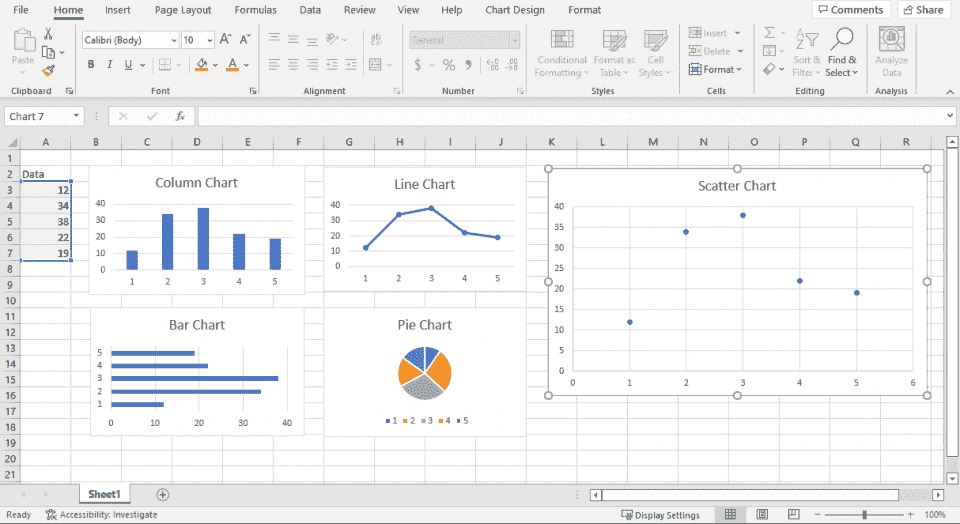 File Home Insert Page Layout Formulas Data Review View Help Chart Design Format Comments Share
Calibri (Body) 10 A^ A˅ General Insert
Paste B I U A $ % 9 Conditional Format as Cell Delete Sort & Find & Analyze
Formatting Table Styles Format Filter Select Data
Clipboard Font Alignment Number Styles Cells Editing Analysis
Chart 7 fx
A B C D E F G H I J K L M N O P Q R
1
2 Data
3 12
4 34
5 38
6 22
7 19
8
9
10
11
12
13
14
15
16
17
18
19
20
21
Column Chart
40
30
20
10
0
1 2 3 4 5
Line Chart
40
30
20
10
0
1 2 3 4 5
Scatter Chart
40
35
30
25
20
15
10
5
0
0 1 2 3 4 5 6
Bar Chart
5
4
3
2
1
0 10 20 30 40
Pie Chart
1 2 3 4 5
Sheet1
Ready Accessibility: Investigate Display Settings 100%